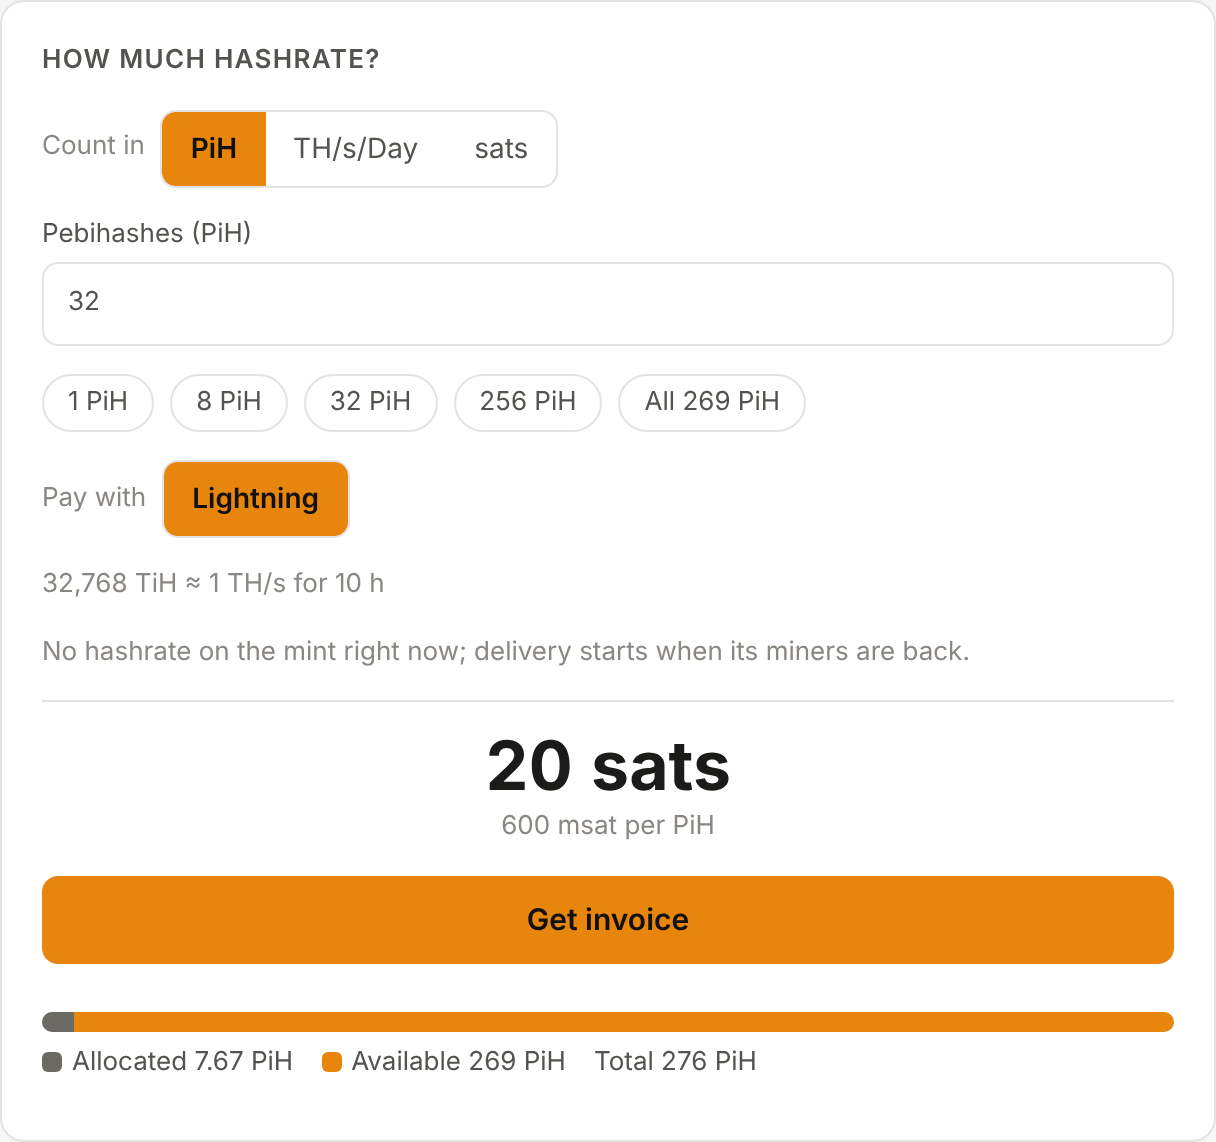 HOW MUCH HASHRATE?
Count in PiH TH/s/Day sats
Pebihashes (PiH)
32
1 PiH 8 PiH 32 PiH 256 PiH All 269 PiH
Pay with Lightning
32,768 TiH ≈ 1 TH/s for 10 h
No hashrate on the mint right now; delivery starts when its miners are back.
20 sats
600 msat per PiH
Get invoice
Allocated 7.67 PiH Available 269 PiH Total 276 PiH